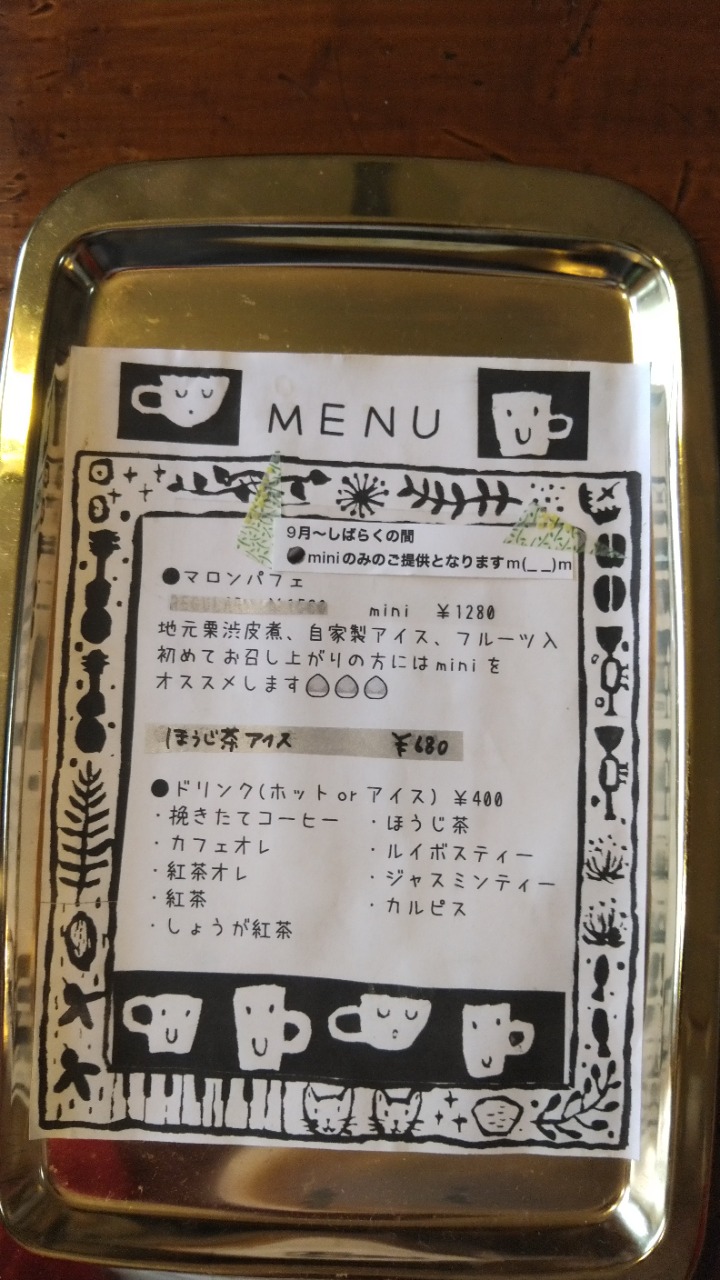 MENU
9月〜しばらくの間
miniのみのご提供となりますm(_ _)m
●マロンパフェ
mini ¥1280
地元栗渋皮煮、自家製アイス、フルーツ入
初めてお召し上がりの方にはminiを
オススメします🌰🌰🌰
ほうじ茶アイス ¥680
●ドリンク(ホットorアイス) ¥400
・挽きたてコーヒー ・ほうじ茶
・カフェオレ ・ルイボスティー
・紅茶オレ ・ジャスミンティー
・紅茶 ・カルピス
・しょうが紅茶